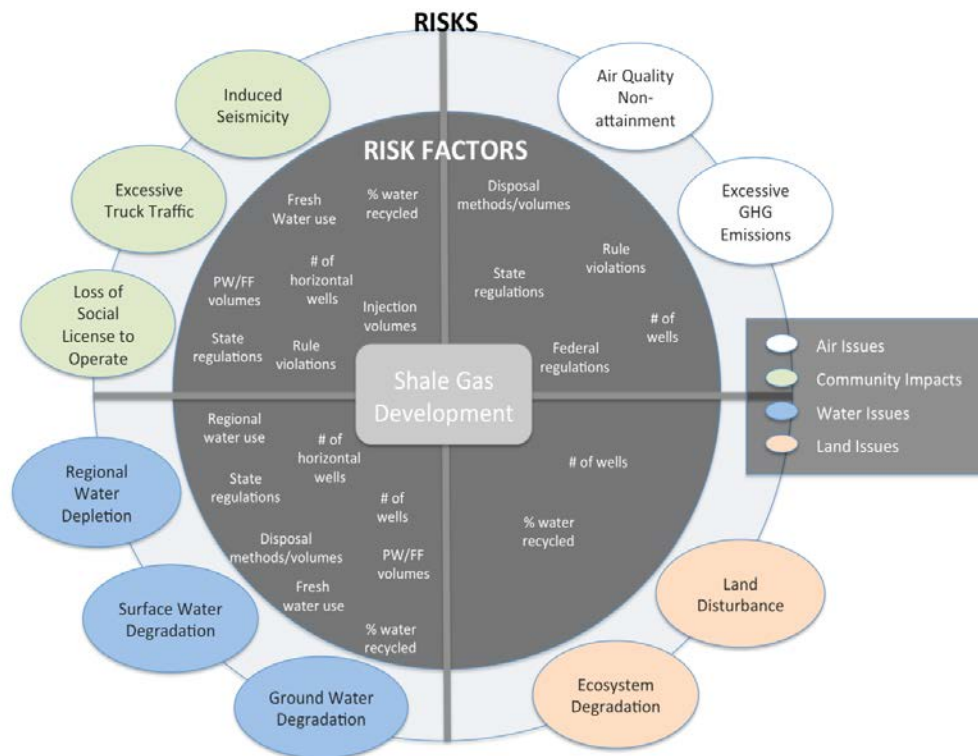 RISKS
Induced
Seismicity
Excessive
Truck Traffic
Loss of
Social
License to
Operate
Air Quality
Non-
attainment
Excessive
GHG
Emissions
RISK FACTORS
Fresh
Water use
% water
recycled
PW/FF
volumes
# of
horizontal
wells
Injection
volumes
State
regulations
Rule
violations
Disposal
methods/volumes
Rule
violations
State
regulations
# of
wells
Federal
regulations
Shale Gas
Development
Regional
water use
# of
horizontal
wells
State
regulations
# of
wells
Disposal
methods/volumes
PW/FF
volumes
Fresh
water use
% water
recycled
# of wells
% water
recycled
Air Issues
Community Impacts
Water Issues
Land Issues
Regional
Water
Depletion
Surface Water
Degradation
Ground Water
Degradation
Land
Disturbance
Ecosystem
Degradation